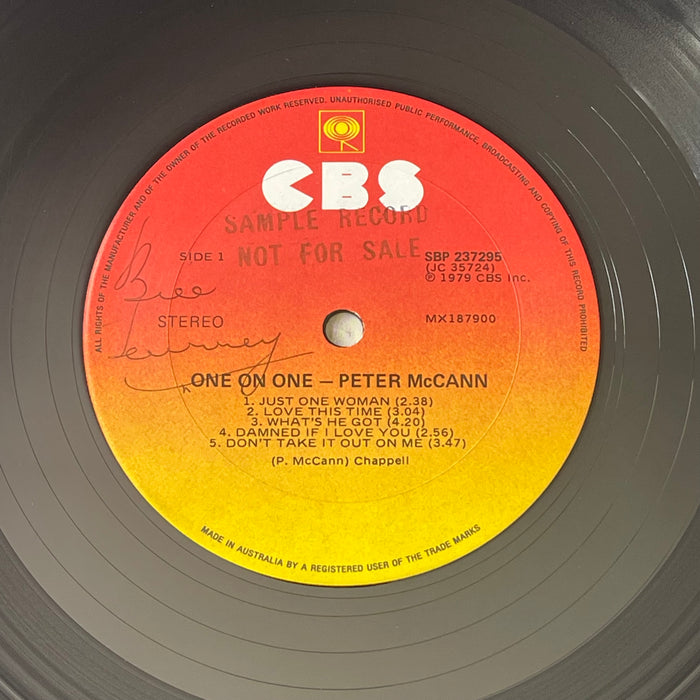 ALL RIGHTS OF THE MANUFACTURER AND OF THE OWNER OF THE RECORDED WORK RESERVED. UNAUTHORISED PUBLIC PERFORMANCE, BROADCASTING AND COPYING OF THIS RECORD PROHIBITED
CBS
SAMPLE RECORD
NOT FOR SALE
SIDE 1
SBP 237295
(JC 35724)
℗ 1979 CBS Inc.
Bill
STEREO
MX187900
ONE ON ONE — PETER McCANN
1. JUST ONE WOMAN (2.38)
2. LOVE THIS TIME (3.04)
3. WHAT'S HE GOT (4.20)
4. DAMNED IF I LOVE YOU (2.56)
5. DON'T TAKE IT OUT ON ME (3.47)
(P. McCann) Chappell
MADE IN AUSTRALIA BY A REGISTERED USER OF THE TRADE MARKS